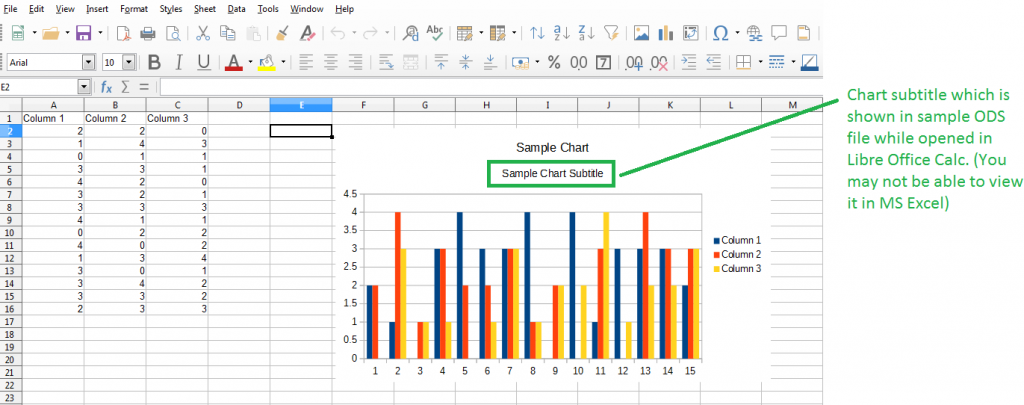 File Edit View Insert Format Styles Sheet Data Tools Window Help
Abc
Arial 10 B I U A % 0.0 7 .00 .00
E2 fx Σ =
A B C D E F G H I J K L M
1 Column 1 Column 2 Column 3
2 2 2 0
3 1 4 3
4 0 1 1
5 3 3 1
6 4 2 0
7 3 2 1
8 3 3 3
9 4 1 1
10 0 2 2
11 4 0 2
12 1 3 4
13 3 0 1
14 3 4 2
15 3 3 2
16 2 3 3
17
18
19
20
21
22
23
Sample Chart
Sample Chart Subtitle
4.5
4
3.5
3
2.5
2
1.5
1
0.5
0
1 2 3 4 5 6 7 8 9 10 11 12 13 14 15
Column 1
Column 2
Column 3
Chart subtitle which is
shown in sample ODS
file while opened in
Libre Office Calc. (You
may not be able to view
it in MS Excel)